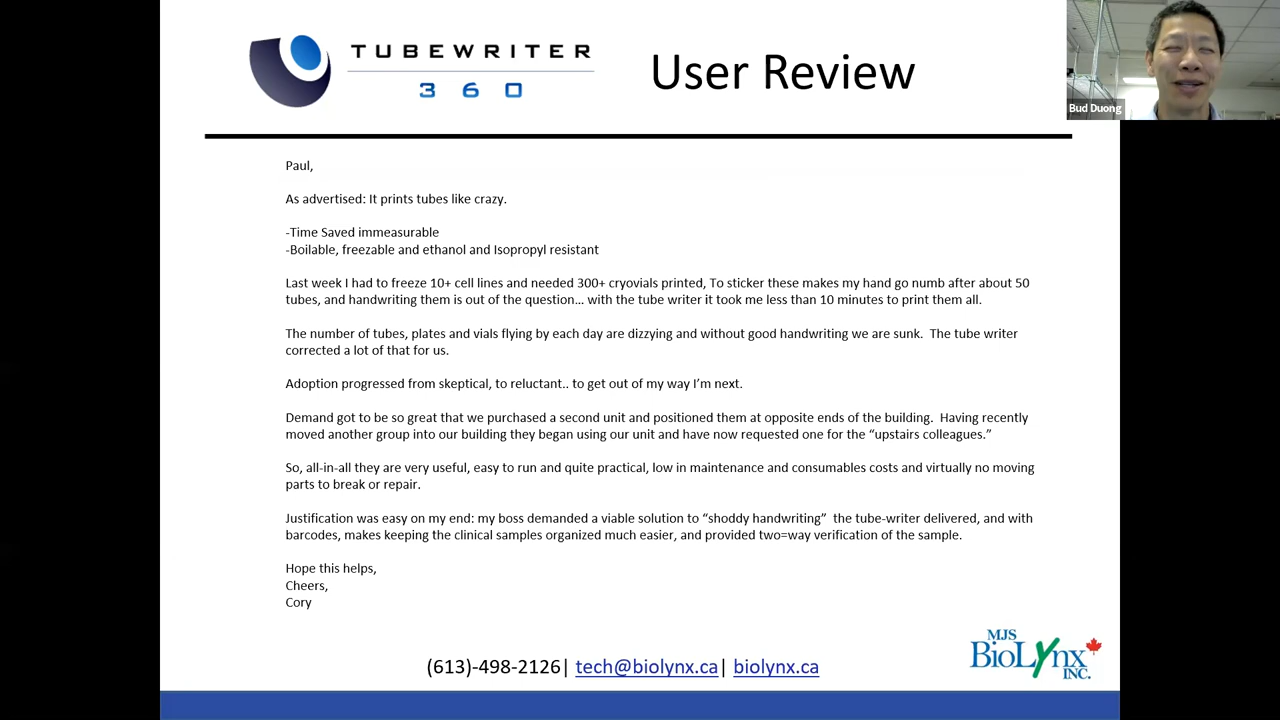 TUBEWRITER
360
User Review
Bud Duong
Paul,
As advertised: It prints tubes like crazy.
-Time Saved immeasurable
-Boilable, freezable and ethanol and Isopropyl resistant
Last week I had to freeze 10+ cell lines and needed 300+ cryovials printed, To sticker these makes my hand go numb after about 50
tubes, and handwriting them is out of the question… with the tube writer it took me less than 10 minutes to print them all.
The number of tubes, plates and vials flying by each day are dizzying and without good handwriting we are sunk.  The tube writer
corrected a lot of that for us.
Adoption progressed from skeptical, to reluctant.. to get out of my way I’m next.
Demand got to be so great that we purchased a second unit and positioned them at opposite ends of the building.  Having recently
moved another group into our building they began using our unit and have now requested one for the “upstairs colleagues.”
So, all-in-all they are very useful, easy to run and quite practical, low in maintenance and consumables costs and virtually no moving
parts to break or repair.
Justification was easy on my end: my boss demanded a viable solution to “shoddy handwriting”  the tube-writer delivered, and with
barcodes, makes keeping the clinical samples organized much easier, and provided two=way verification of the sample.
Hope this helps,
Cheers,
Cory
(613)-498-2126| tech@biolynx.ca| biolynx.ca
MJS
BioLynx
INC.